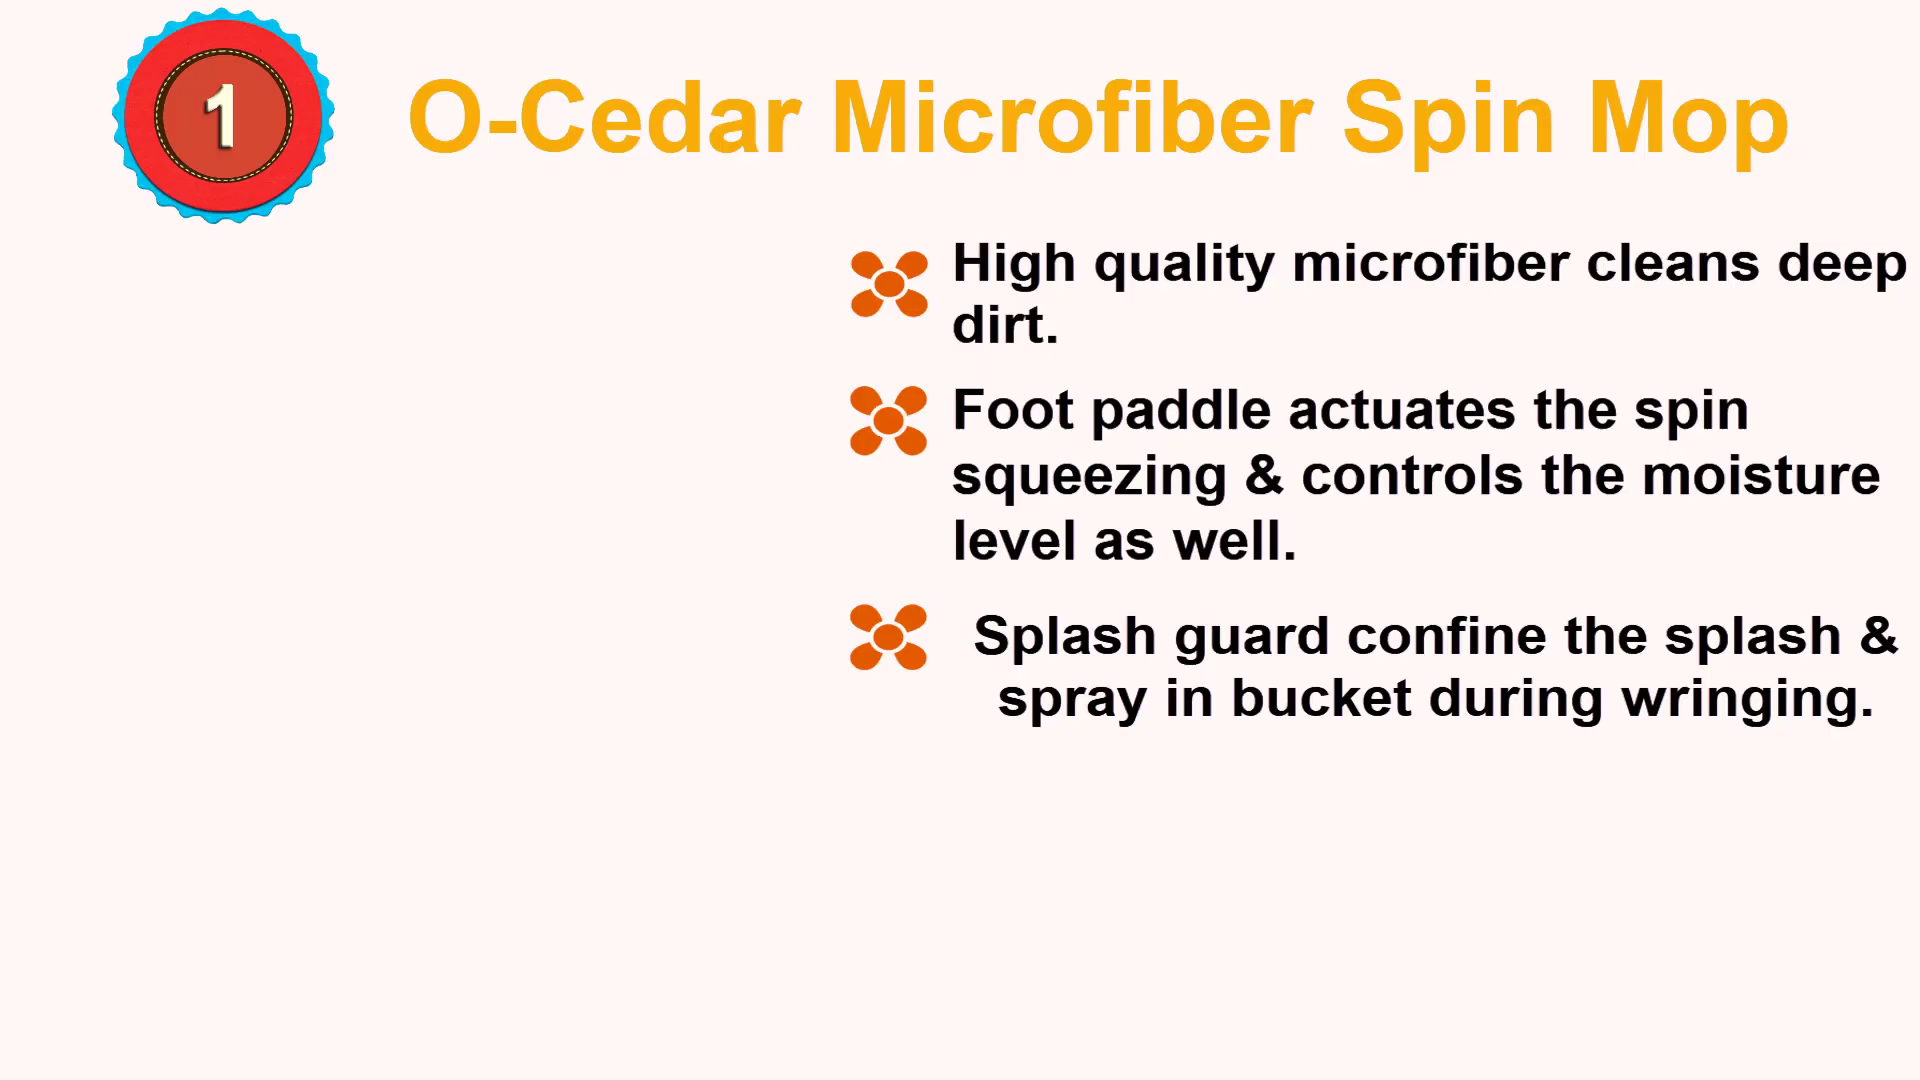 1
O-Cedar Microfiber Spin Mop
High quality microfiber cleans deep
dirt.
Foot paddle actuates the spin
squeezing & controls the moisture
level as well.
Splash guard confine the splash &
spray in bucket during wringing.